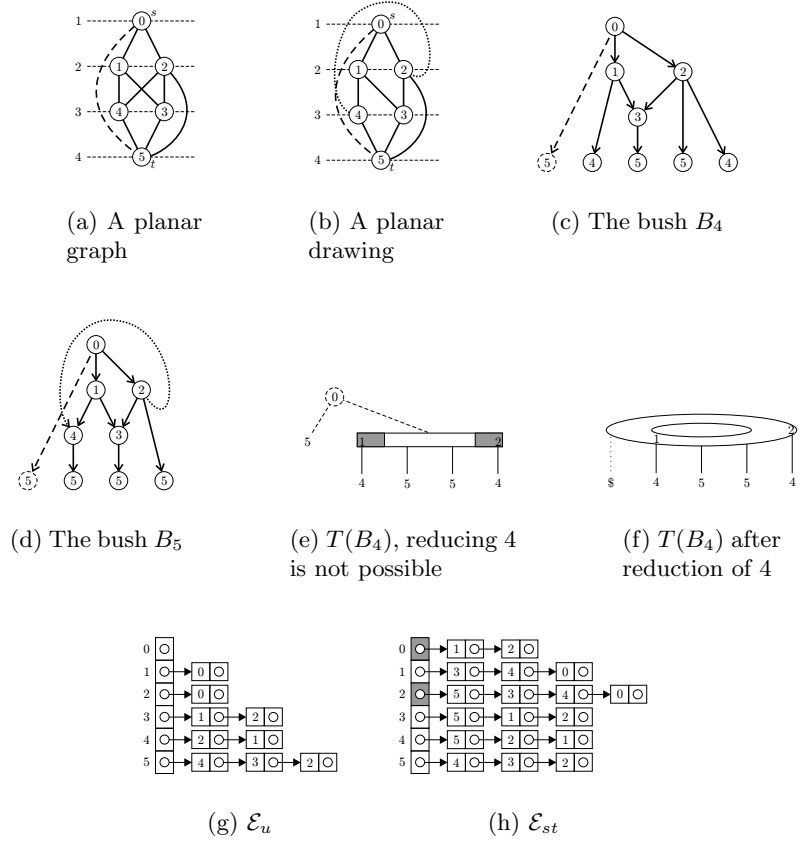 1 0 s
2 1 2
3 4 3
4 5 t
(a) A planar
graph
1 0 s
2 1 2
3 4 3
4 5 t
(b) A planar
drawing
0
1 2
3
5 4 5 5 4
(c) The bush B₄
0
1 2
4 3
5 5 5 5
(d) The bush B₅
0
5
1 2
4 5 5 4
(e) T(B₄), reducing 4
is not possible
1 2
$ 4 5 5 4
(f) T(B₄) after
reduction of 4
0
1 0
2 0
3 1 2
4 2 1
5 4 3 2
(g) ℰᵤ
0 1 2
1 3 4 0
2 5 3 4 0
3 5 1 2
4 5 2 1
5 4 3 2
(h) ℰₛₜ